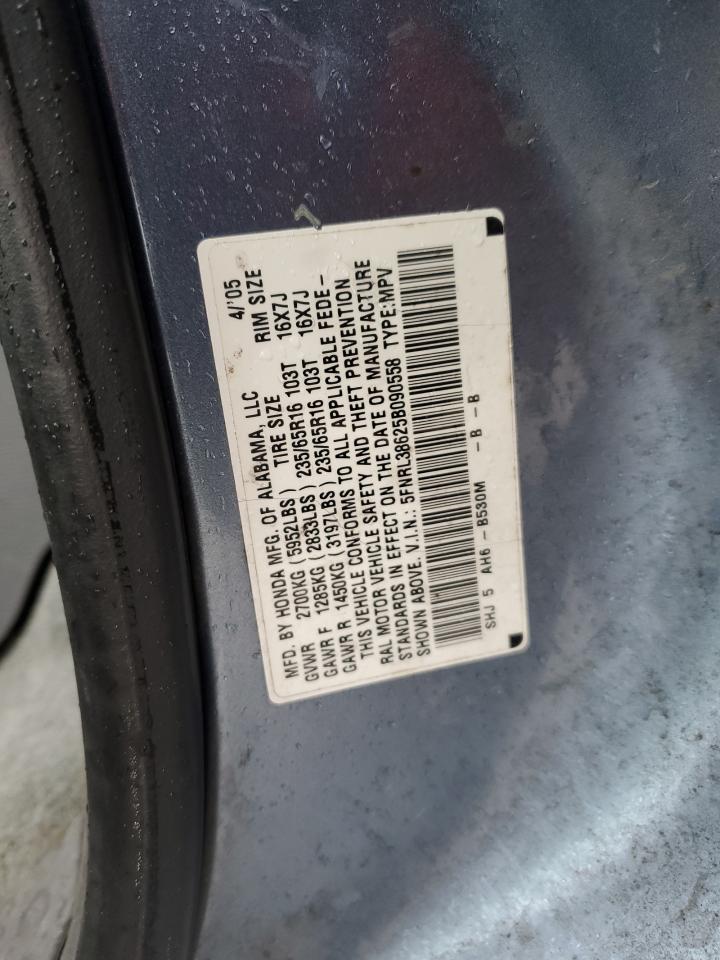 MFD. BY HONDA MFG. OF ALABAMA, LLC 4/'05
GVWR 2700KG (5952LBS) TIRE SIZE RIM SIZE
GAWR F 1285KG (2833LBS) 235/65R16 103T 16X7J
GAWR R 1450KG (3197LBS) 235/65R16 103T 16X7J
THIS VEHICLE CONFORMS TO ALL APPLICABLE FEDE-
RAL MOTOR VEHICLE SAFETY AND THEFT PREVENTION
STANDARDS IN EFFECT ON THE DATE OF MANUFACTURE
SHOWN ABOVE. V.I.N.: 5FNRL38625B090558 TYPE:MPV
SHJ 5 AH6 - B530M - B - B